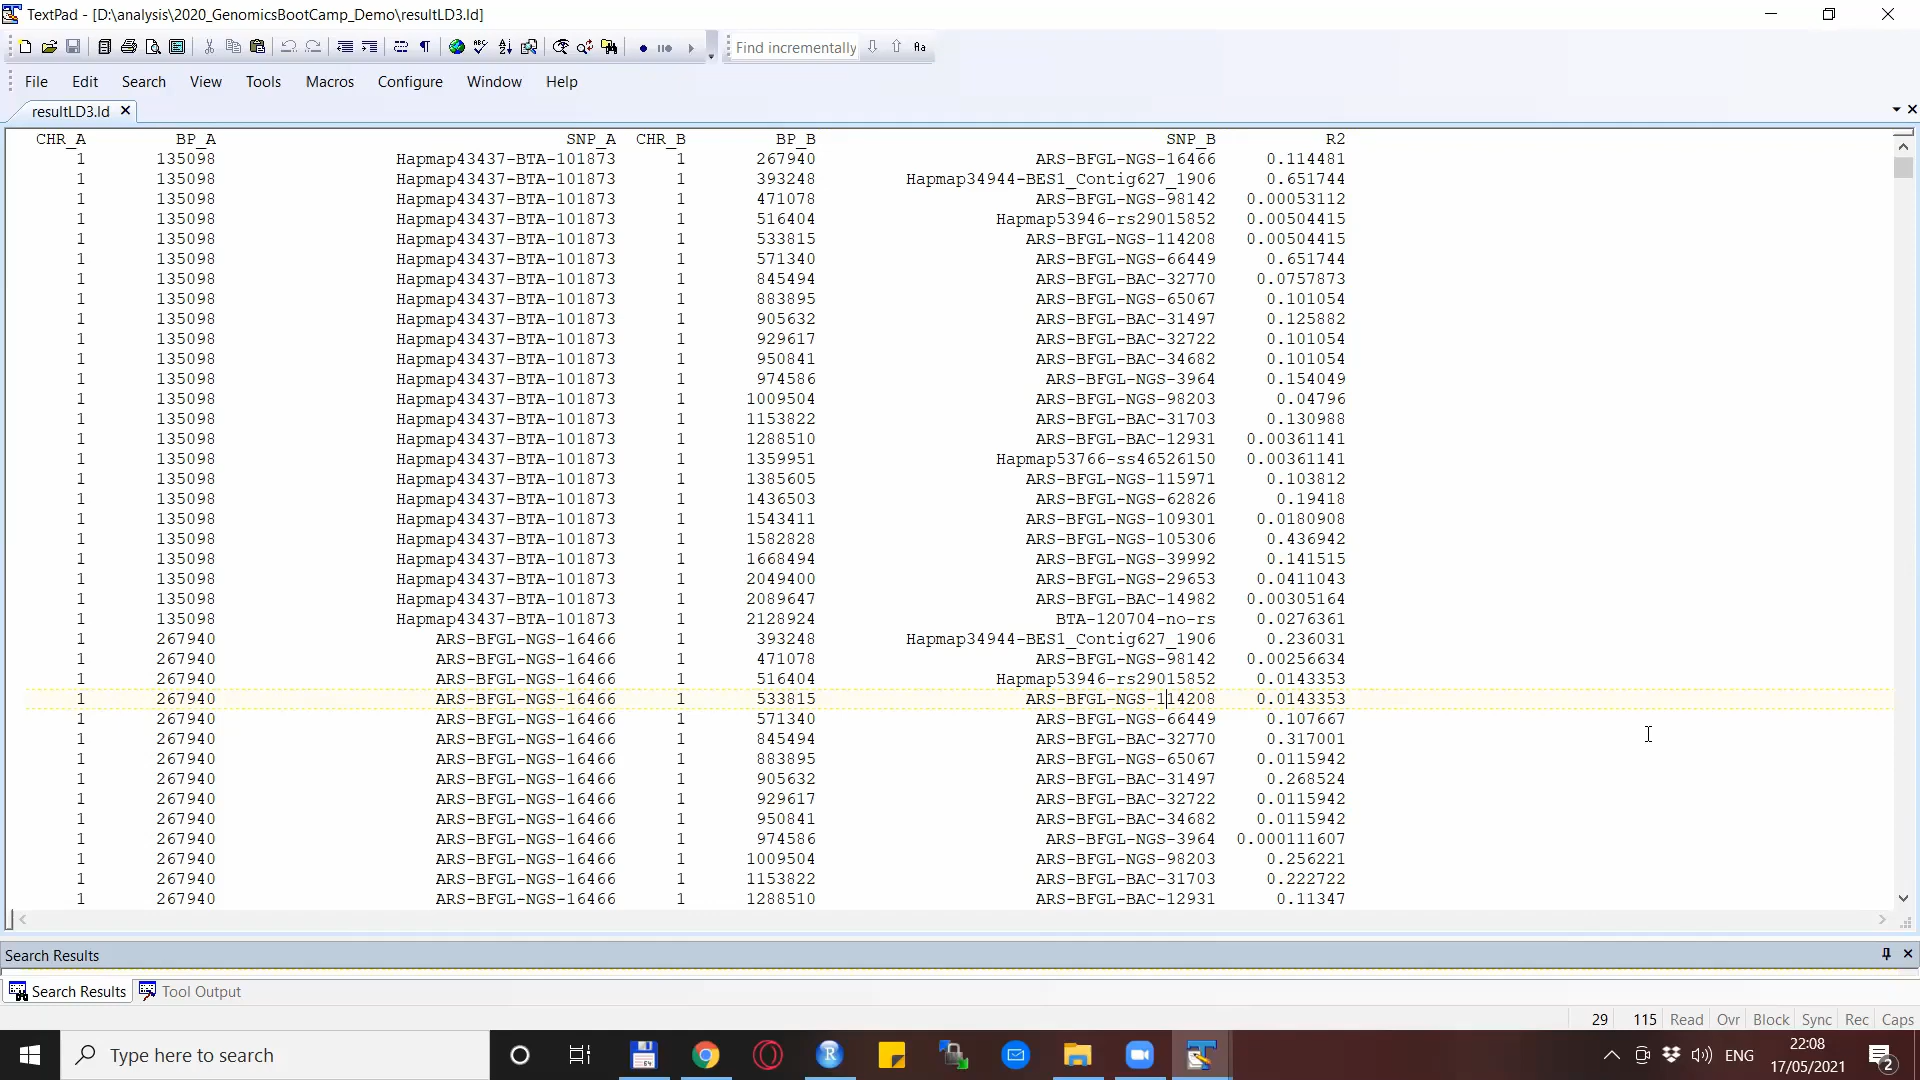 TextPad - [D:\analysis\2020_GenomicsBootCamp_Demo\resultLD3.ld]
Find incrementally
File Edit Search View Tools Macros Configure Window Help
resultLD3.ld
CHR_A BP_A SNP_A CHR_B BP_B SNP_B R2
1 135098 Hapmap43437-BTA-101873 1 267940 ARS-BFGL-NGS-16466 0.114481
1 135098 Hapmap43437-BTA-101873 1 393248 Hapmap34944-BES1_Contig627_1906 0.651744
1 135098 Hapmap43437-BTA-101873 1 471078 ARS-BFGL-NGS-98142 0.00053112
1 135098 Hapmap43437-BTA-101873 1 516404 Hapmap53946-rs29015852 0.00504415
1 135098 Hapmap43437-BTA-101873 1 533815 ARS-BFGL-NGS-114208 0.00504415
1 135098 Hapmap43437-BTA-101873 1 571340 ARS-BFGL-NGS-66449 0.651744
1 135098 Hapmap43437-BTA-101873 1 845494 ARS-BFGL-BAC-32770 0.0757873
1 135098 Hapmap43437-BTA-101873 1 883895 ARS-BFGL-NGS-65067 0.101054
1 135098 Hapmap43437-BTA-101873 1 905632 ARS-BFGL-BAC-31497 0.125882
1 135098 Hapmap43437-BTA-101873 1 929617 ARS-BFGL-BAC-32722 0.101054
1 135098 Hapmap43437-BTA-101873 1 950841 ARS-BFGL-BAC-34682 0.101054
1 135098 Hapmap43437-BTA-101873 1 974586 ARS-BFGL-NGS-3964 0.154049
1 135098 Hapmap43437-BTA-101873 1 1009504 ARS-BFGL-NGS-98203 0.04796
1 135098 Hapmap43437-BTA-101873 1 1153822 ARS-BFGL-BAC-31703 0.130988
1 135098 Hapmap43437-BTA-101873 1 1288510 ARS-BFGL-BAC-12931 0.00361141
1 135098 Hapmap43437-BTA-101873 1 1359951 Hapmap53766-ss46526150 0.00361141
1 135098 Hapmap43437-BTA-101873 1 1385605 ARS-BFGL-NGS-115971 0.103812
1 135098 Hapmap43437-BTA-101873 1 1436503 ARS-BFGL-NGS-62826 0.19418
1 135098 Hapmap43437-BTA-101873 1 1543411 ARS-BFGL-NGS-109301 0.0180908
1 135098 Hapmap43437-BTA-101873 1 1582828 ARS-BFGL-NGS-105306 0.436942
1 135098 Hapmap43437-BTA-101873 1 1668494 ARS-BFGL-NGS-39992 0.141515
1 135098 Hapmap43437-BTA-101873 1 2049400 ARS-BFGL-NGS-29653 0.0411043
1 135098 Hapmap43437-BTA-101873 1 2089647 ARS-BFGL-BAC-14982 0.00305164
1 135098 Hapmap43437-BTA-101873 1 2128924 BTA-120704-no-rs 0.0276361
1 267940 ARS-BFGL-NGS-16466 1 393248 Hapmap34944-BES1_Contig627_1906 0.236031
1 267940 ARS-BFGL-NGS-16466 1 471078 ARS-BFGL-NGS-98142 0.00256634
1 267940 ARS-BFGL-NGS-16466 1 516404 Hapmap53946-rs29015852 0.0143353
1 267940 ARS-BFGL-NGS-16466 1 533815 ARS-BFGL-NGS-114208 0.0143353
1 267940 ARS-BFGL-NGS-16466 1 571340 ARS-BFGL-NGS-66449 0.107667
1 267940 ARS-BFGL-NGS-16466 1 845494 ARS-BFGL-BAC-32770 0.317001
1 267940 ARS-BFGL-NGS-16466 1 883895 ARS-BFGL-NGS-65067 0.0115942
1 267940 ARS-BFGL-NGS-16466 1 905632 ARS-BFGL-BAC-31497 0.268524
1 267940 ARS-BFGL-NGS-16466 1 929617 ARS-BFGL-BAC-32722 0.0115942
1 267940 ARS-BFGL-NGS-16466 1 950841 ARS-BFGL-BAC-34682 0.0115942
1 267940 ARS-BFGL-NGS-16466 1 974586 ARS-BFGL-NGS-3964 0.000111607
1 267940 ARS-BFGL-NGS-16466 1 1009504 ARS-BFGL-NGS-98203 0.256221
1 267940 ARS-BFGL-NGS-16466 1 1153822 ARS-BFGL-BAC-31703 0.222722
1 267940 ARS-BFGL-NGS-16466 1 1288510 ARS-BFGL-BAC-12931 0.11347
Search Results
Search Results Tool Output
29 115 Read Ovr Block Sync Rec Caps
Type here to search
ENG
22:08
17/05/2021
2